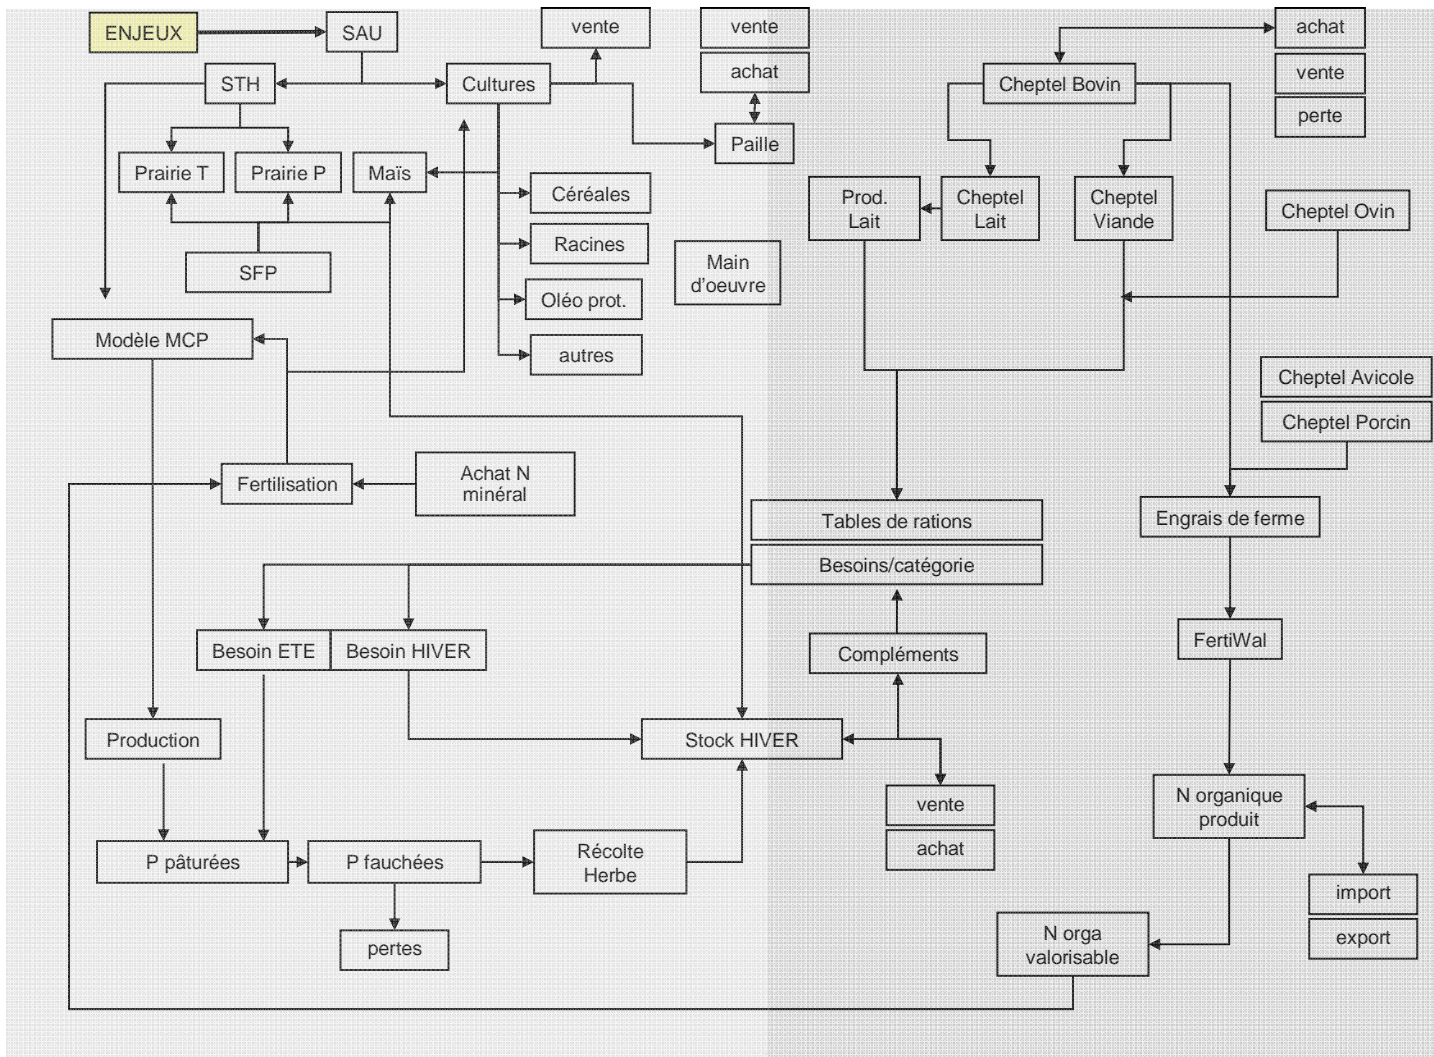 ENJEUX
SAU
vente
vente
achat
STH
Cultures
achat
Cheptel Bovin
vente
perte
Paille
Prairie T
Prairie P
Maïs
Céréales
Prod.
Lait
Cheptel
Lait
Cheptel
Viande
Cheptel Ovin
Racines
SFP
Main
d'oeuvre
Oléo prot.
Modèle MCP
autres
Cheptel Avicole
Cheptel Porcin
Fertilisation
Achat N
minéral
Tables de rations
Engrais de ferme
Besoins/catégorie
Besoin ETE
Besoin HIVER
Compléments
FertiWal
Production
Stock HIVER
vente
achat
N organique
produit
P pâturées
P fauchées
Récolte
Herbe
import
export
pertes
N orga
valorisable